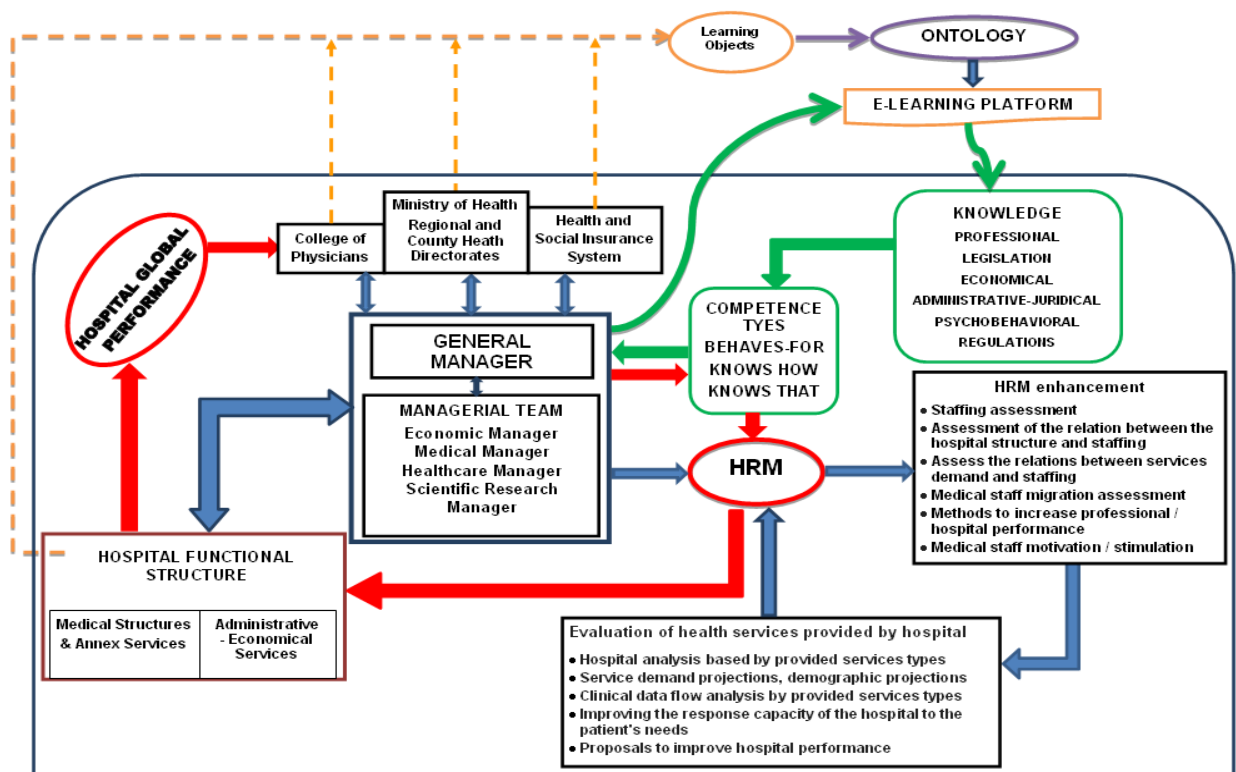 Learning
Objects
ONTOLOGY
E-LEARNING PLATFORM
HOSPITAL GLOBAL
PERFORMANCE
College of
Physicians
Ministry of Health
Regional and
County Heath
Directorates
Health and
Social Insurance
System
KNOWLEDGE
PROFESSIONAL
LEGISLATION
ECONOMICAL
ADMINISTRATIVE-JURIDICAL
PSYCHOBEHAVIORAL
REGULATIONS
GENERAL
MANAGER
COMPETENCE
TYES
BEHAVES-FOR
KNOWS HOW
KNOWS THAT
MANAGERIAL TEAM
Economic Manager
Medical Manager
Healthcare Manager
Scientific Research
Manager
HRM
HRM enhancement
● Staffing assessment
● Assessment of the relation between the
hospital structure and staffing
● Assess the relations between services
demand and staffing
● Medical staff migration assessment
● Methods to increase professional /
hospital performance
● Medical staff motivation / stimulation
HOSPITAL FUNCTIONAL
STRUCTURE
Medical Structures
& Annex Services
Administrative
- Economical
Services
Evaluation of health services provided by hospital
● Hospital analysis based by provided services types
● Service demand projections, demographic projections
● Clinical data flow analysis by provided services types
● Improving the response capacity of the hospital to the
patient's needs
● Proposals to improve hospital performance